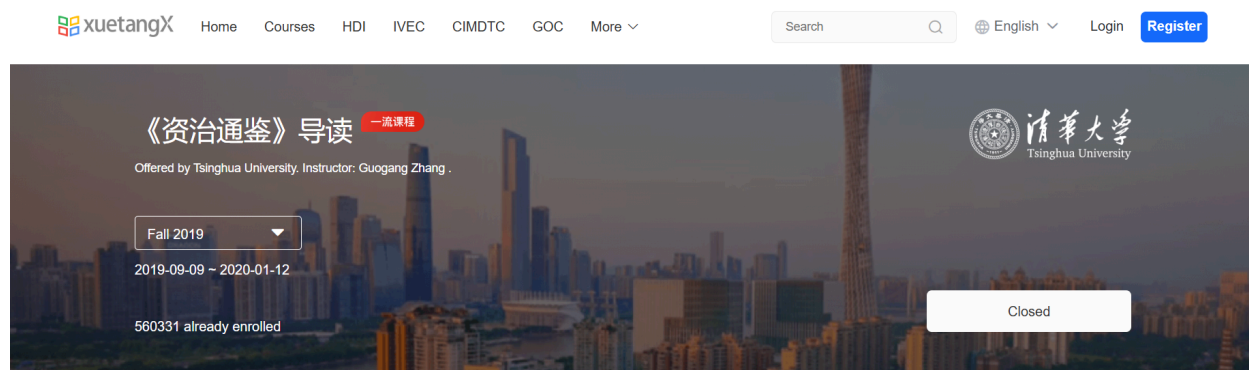 xuetangX Home Courses HDI IVEC CIMDTC GOC More Search English Login Register
《资治通鉴》导读 一流课程
清华大学
Tsinghua University
Offered by Tsinghua University. Instructor: Guogang Zhang .
Fall 2019
2019-09-09 ~ 2020-01-12
560331 already enrolled
Closed